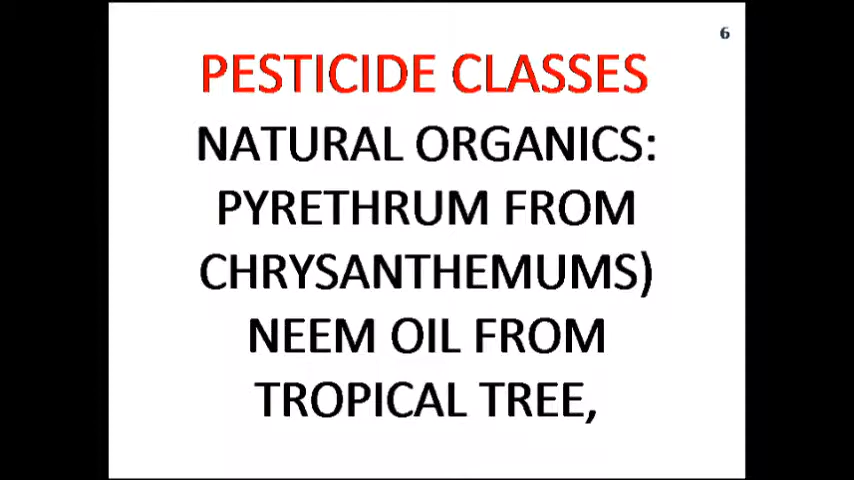 6
PESTICIDE CLASSES
NATURAL ORGANICS:
PYRETHRUM FROM
CHRYSANTHEMUMS)
NEEM OIL FROM
TROPICAL TREE,